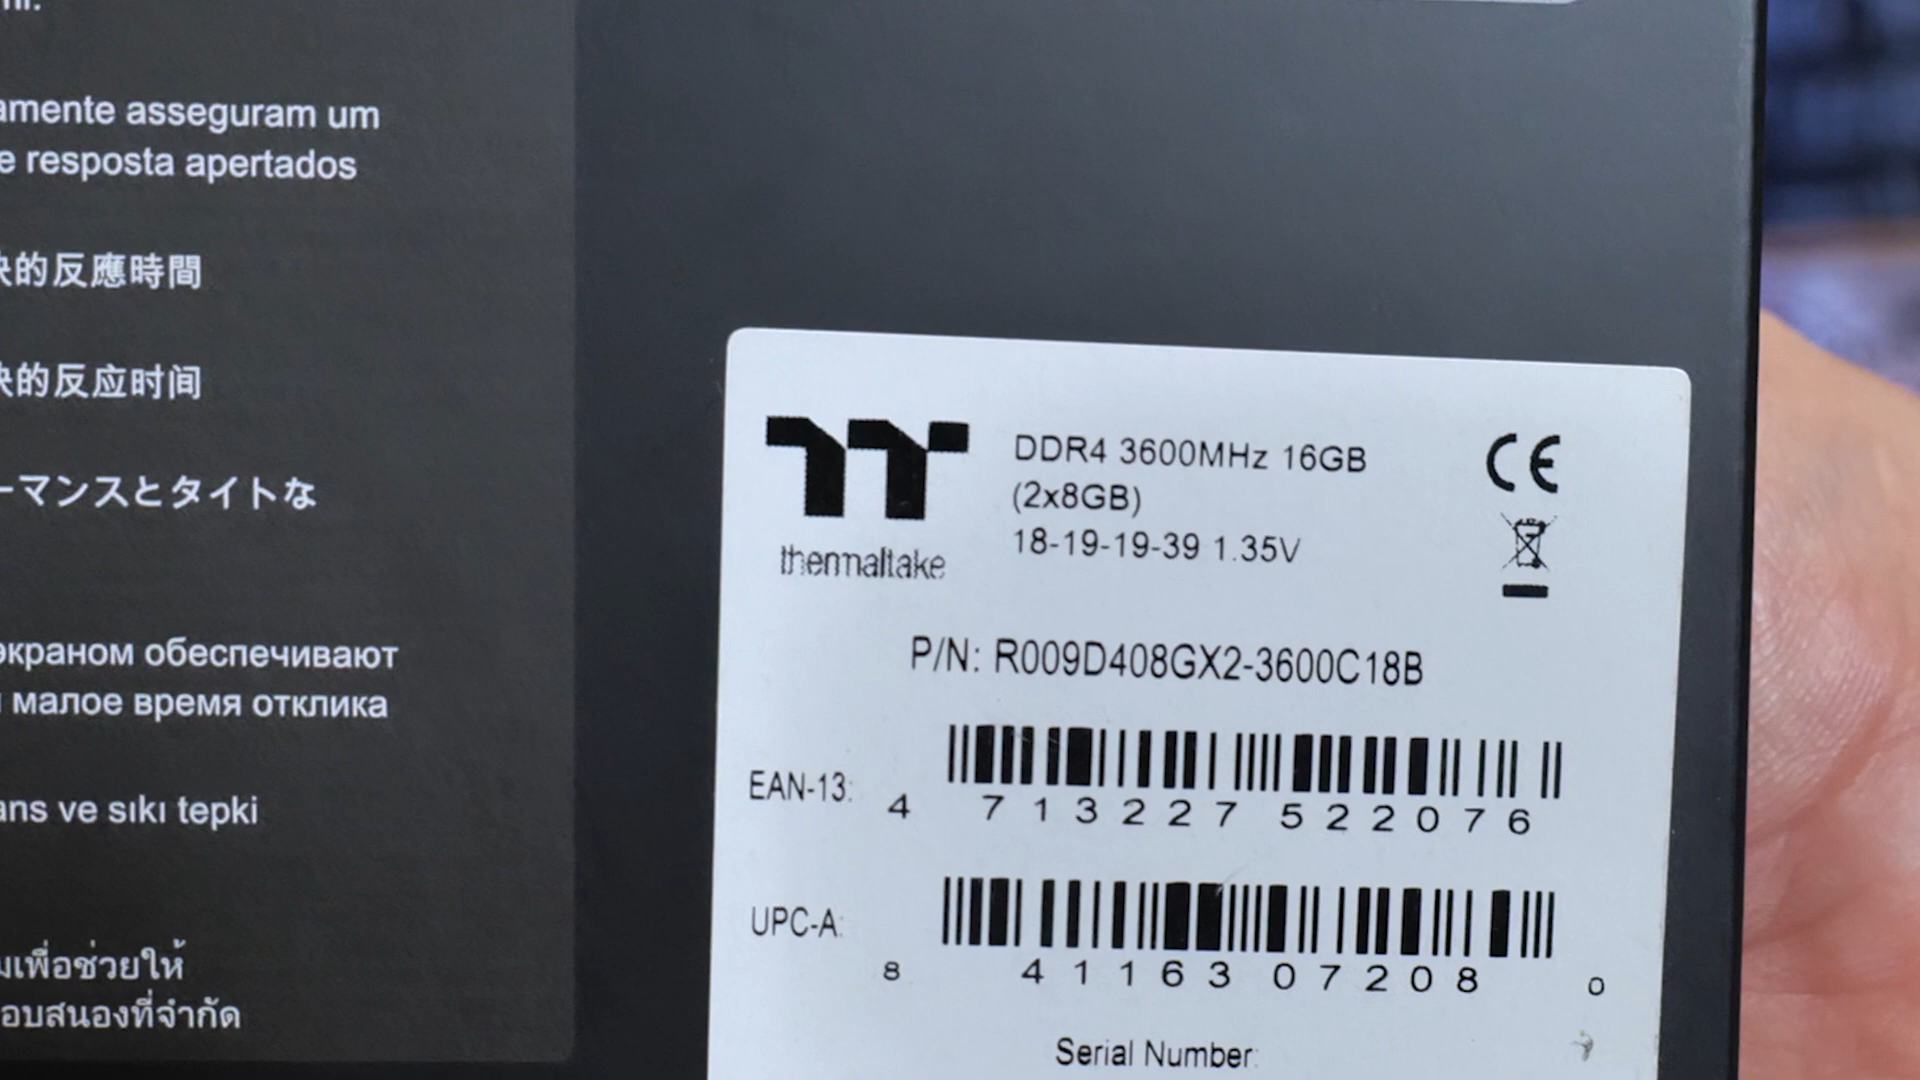 amente asseguram um
e resposta apertados
的反應時間
的反应时间
ーマンスとタイトな
экраном обеспечивают
малое время отклика
ans ve sıkı tepki
มเพื่อช่วยให้
อบสนองที่จำกัด
thermaltake
DDR4 3600MHz 16GB
(2x8GB)
18-19-19-39 1.35V
CE
P/N: R009D408GX2-3600C18B
EAN-13: 4 713227 522076
UPC-A: 8 41163 07208 0
Serial Number: